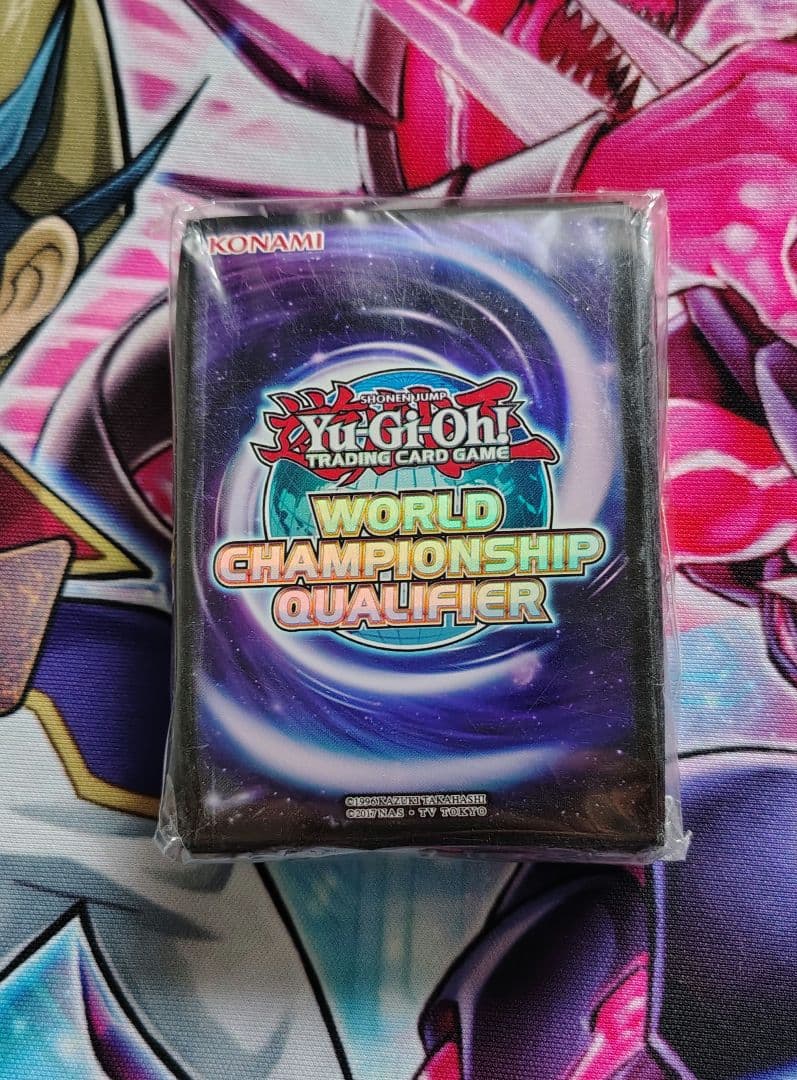 KONAMI
SHONEN JUMP
Yu-Gi-Oh!
TRADING CARD GAME
WORLD
CHAMPIONSHIP
QUALIFIER
©1996 KAZUKI TAKAHASHI
©2017 NAS・TV TOKYO